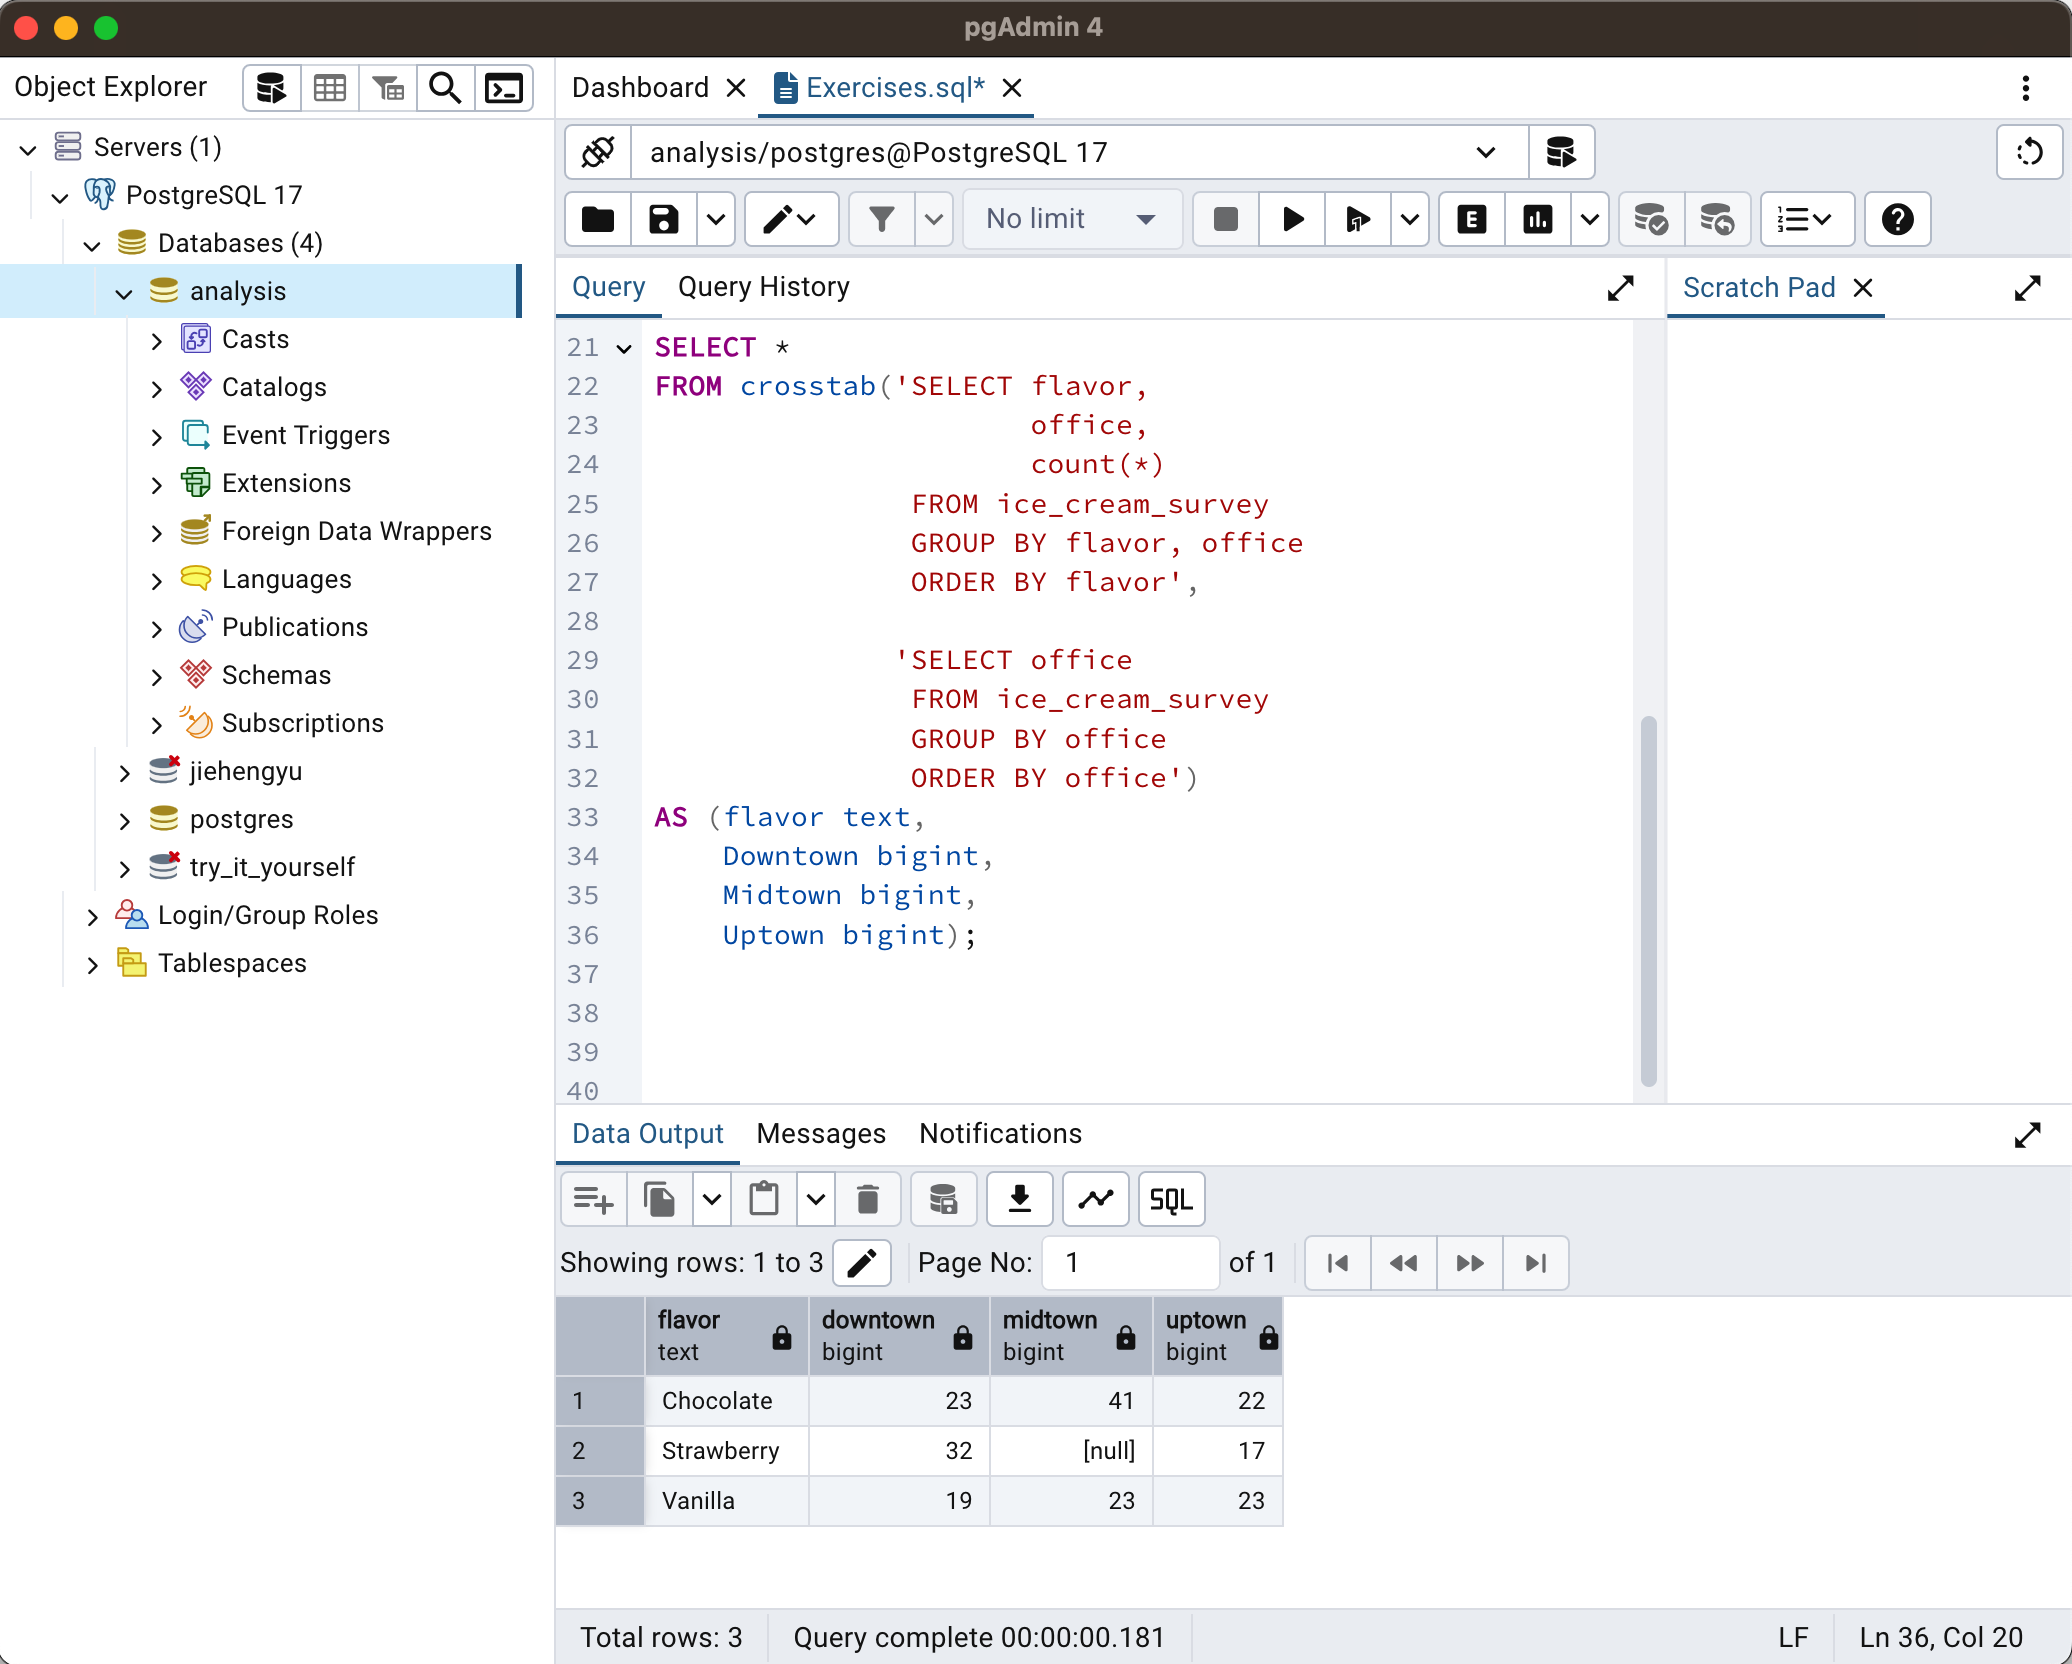 pgAdmin 4
Object Explorer
Dashboard
Exercises.sql*
Servers (1)
PostgreSQL 17
Databases (4)
analysis
Casts
Catalogs
Event Triggers
Extensions
Foreign Data Wrappers
Languages
Publications
Schemas
Subscriptions
jiehengyu
postgres
try_it_yourself
Login/Group Roles
Tablespaces
analysis/postgres@PostgreSQL 17
No limit
E
Query Query History
Scratch Pad
21 SELECT *
22 FROM crosstab('SELECT flavor,
23 office,
24 count(*)
25 FROM ice_cream_survey
26 GROUP BY flavor, office
27 ORDER BY flavor',
28
29 'SELECT office
30 FROM ice_cream_survey
31 GROUP BY office
32 ORDER BY office')
33 AS (flavor text,
34 Downtown bigint,
35 Midtown bigint,
36 Uptown bigint);
37
38
39
40
Data Output Messages Notifications
SQL
Showing rows: 1 to 3 Page No: 1 of 1
flavor downtown midtown uptown
text bigint bigint bigint
1 Chocolate 23 41 22
2 Strawberry 32 [null] 17
3 Vanilla 19 23 23
Total rows: 3 Query complete 00:00:00.181 LF Ln 36, Col 20